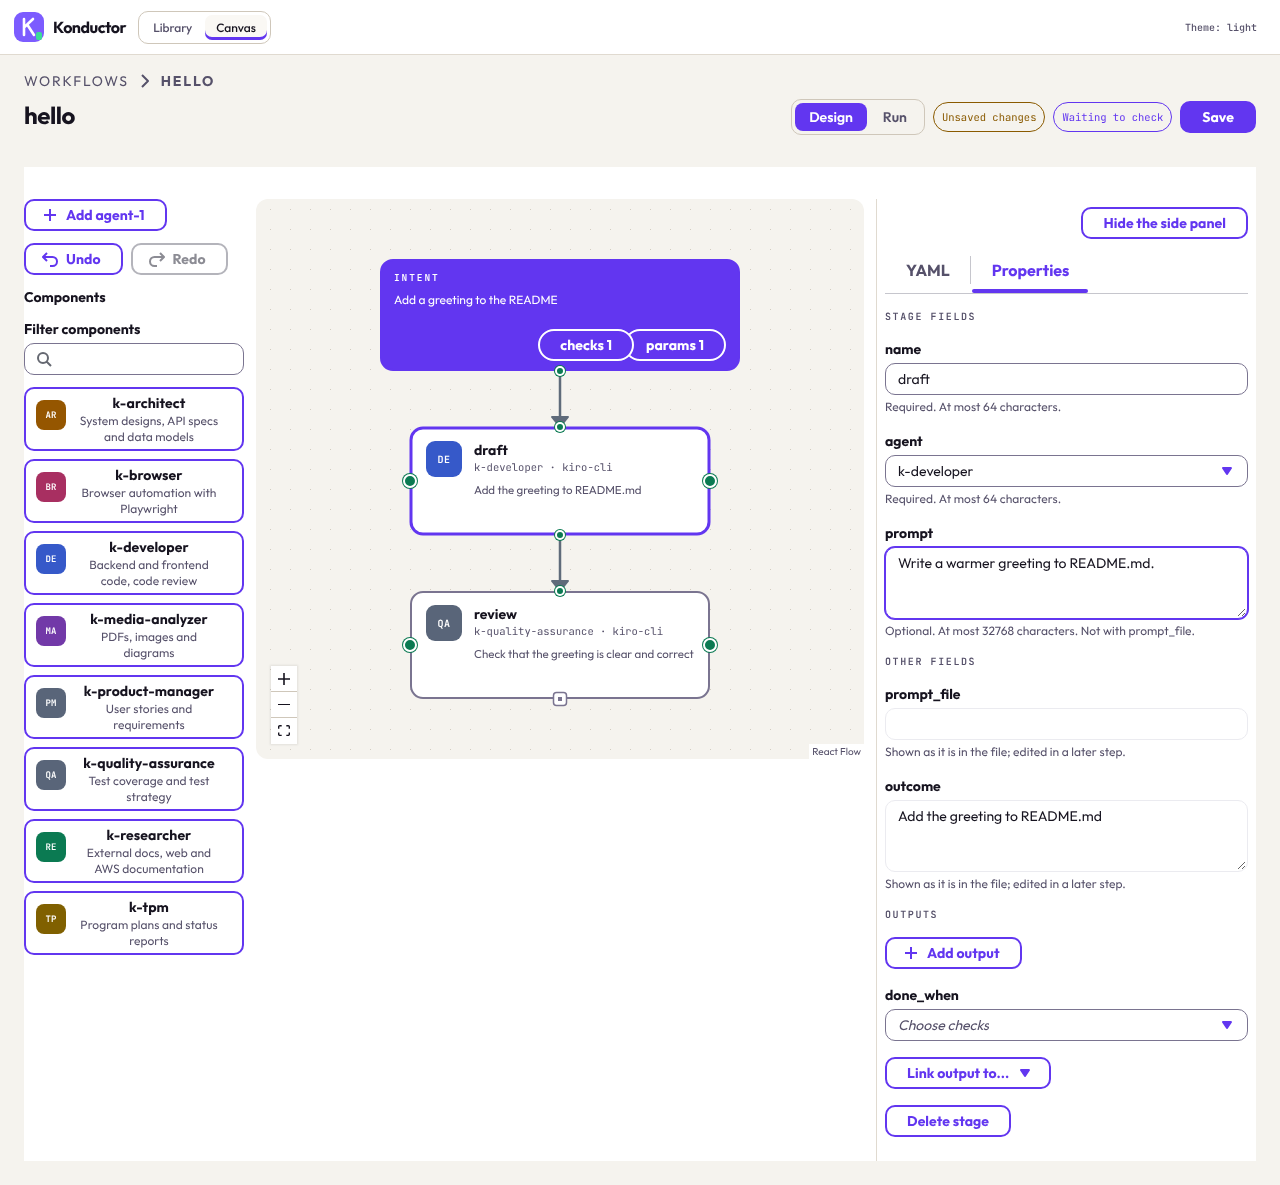 Konductor
Library
Canvas
Theme: light
WORKFLOWS > HELLO
hello
Design
Run
Unsaved changes
Waiting to check
Save
Add agent-1
Undo
Redo
Components
Filter components
AR
k-architect
System designs, API specs
and data models
BR
k-browser
Browser automation with
Playwright
DE
k-developer
Backend and frontend
code, code review
MA
k-media-analyzer
PDFs, images and
diagrams
PM
k-product-manager
User stories and
requirements
QA
k-quality-assurance
Test coverage and test
strategy
RE
k-researcher
External docs, web and
AWS documentation
TP
k-tpm
Program plans and status
reports
INTENT
Add a greeting to the README
checks 1
params 1
DE
draft
k-developer · kiro-cli
Add the greeting to README.md
QA
review
k-quality-assurance · kiro-cli
Check that the greeting is clear and correct
React Flow
Hide the side panel
YAML
Properties
STAGE FIELDS
name
draft
Required. At most 64 characters.
agent
k-developer
Required. At most 64 characters.
prompt
Write a warmer greeting to README.md.
Optional. At most 32768 characters. Not with prompt_file.
OTHER FIELDS
prompt_file
Shown as it is in the file; edited in a later step.
outcome
Add the greeting to README.md
Shown as it is in the file; edited in a later step.
OUTPUTS
Add output
done_when
Choose checks
Link output to...
Delete stage